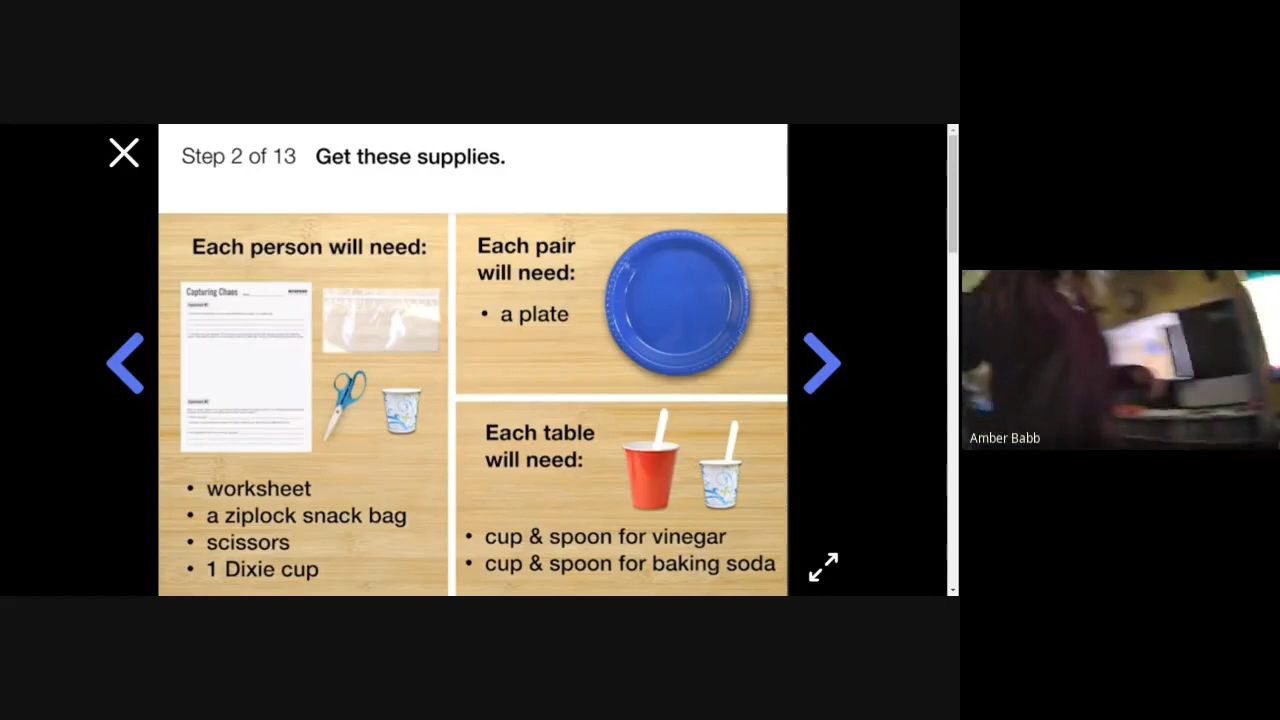 Step 2 of 13 Get these supplies.
Each person will need:
Capturing Chaos
• worksheet
• a ziplock snack bag
• scissors
• 1 Dixie cup
Each pair
will need:
• a plate
Each table
will need:
• cup & spoon for vinegar
• cup & spoon for baking soda
Amber Babb